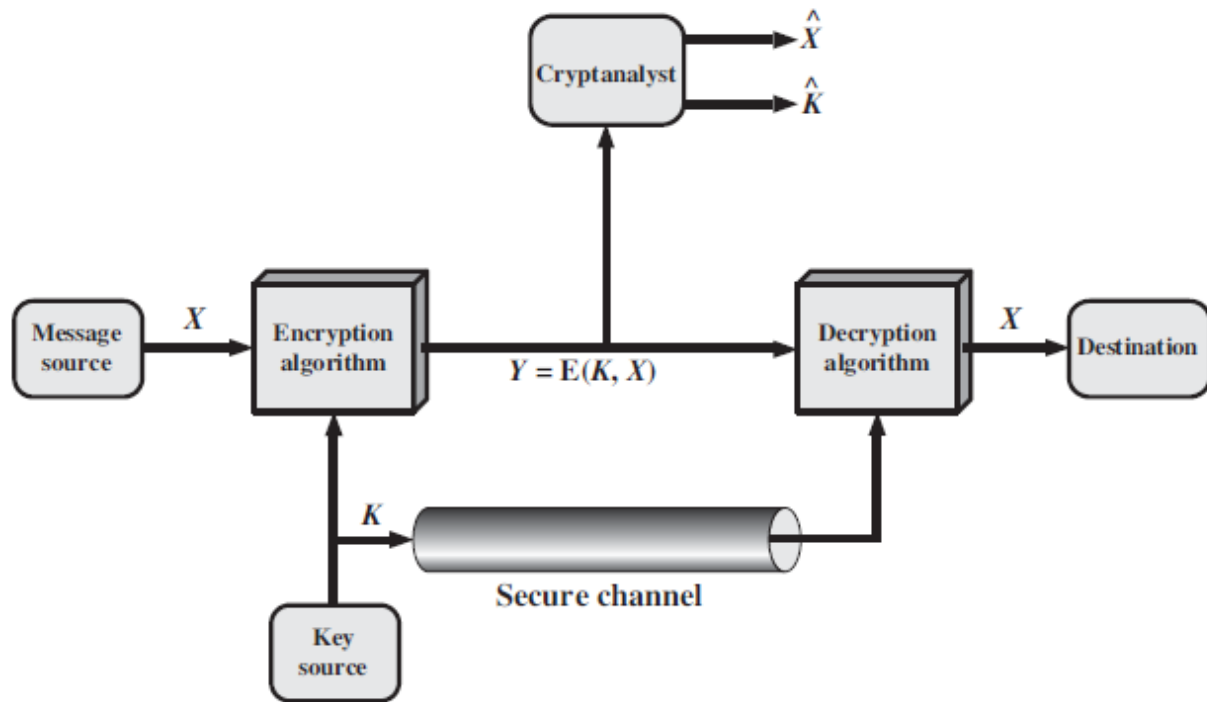 X̂
Cryptanalyst
K̂
Message
source
X
Encryption
algorithm
Y = E(K, X)
Decryption
algorithm
X
Destination
K
Secure channel
Key
source